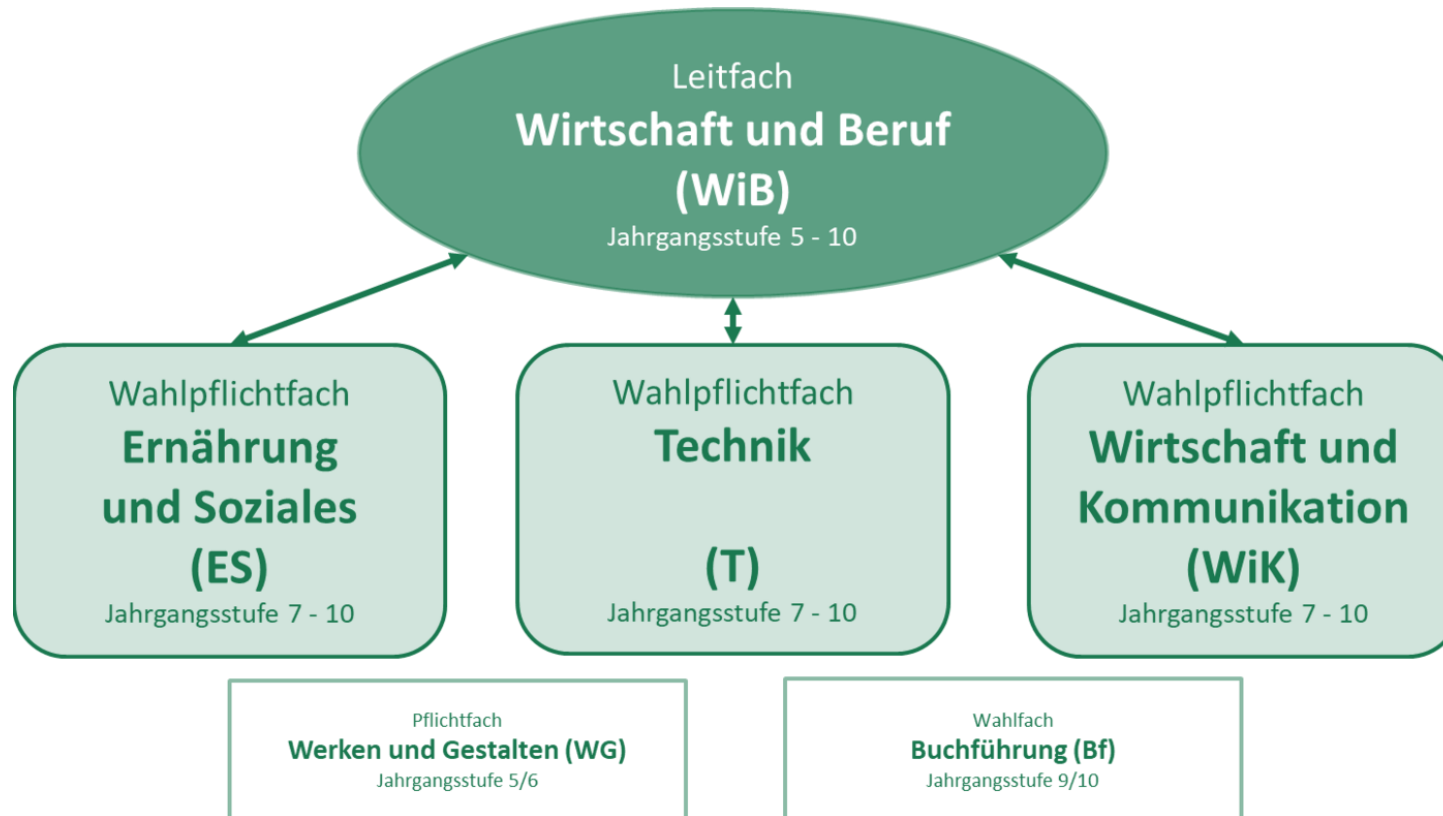 Leitfach
Wirtschaft und Beruf
(WiB)
Jahrgangsstufe 5 - 10
Wahlpflichtfach
Ernährung
und Soziales
(ES)
Jahrgangsstufe 7 - 10
Wahlpflichtfach
Technik
(T)
Jahrgangsstufe 7 - 10
Wahlpflichtfach
Wirtschaft und
Kommunikation
(WiK)
Jahrgangsstufe 7 - 10
Pflichtfach
Werken und Gestalten (WG)
Jahrgangsstufe 5/6
Wahlfach
Buchführung (Bf)
Jahrgangsstufe 9/10